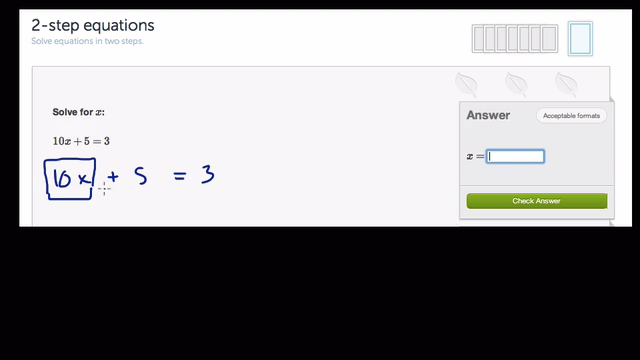 2-step equations
Solve equations in two steps.
Solve for x:
10x + 5 = 3
10 x + 5 = 3
Answer
Acceptable formats
x =
Check Answer